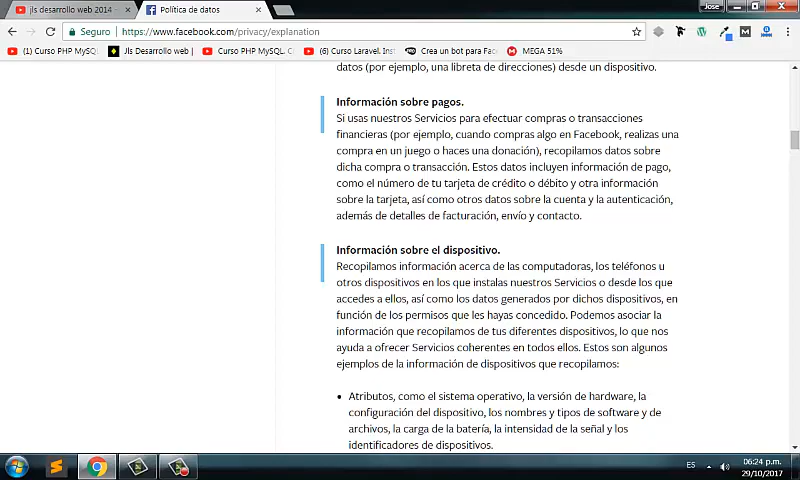 jls desarrollo web 2014 –
Política de datos
Jose
Seguro
https://www.facebook.com/privacy/explanation
(1) Curso PHP MySQL
Jls Desarrollo web |
Curso PHP MySQL. C
(6) Curso Laravel. Inst
Crea un bot para Fac
MEGA 51%
datos (por ejemplo, una libreta de direcciones) desde un dispositivo.
Información sobre pagos.
Si usas nuestros Servicios para efectuar compras o transacciones
financieras (por ejemplo, cuando compras algo en Facebook, realizas una
compra en un juego o haces una donación), recopilamos datos sobre
dicha compra o transacción. Estos datos incluyen información de pago,
como el número de tu tarjeta de crédito o débito y otra información
sobre la tarjeta, así como otros datos sobre la cuenta y la autenticación,
además de detalles de facturación, envío y contacto.
Información sobre el dispositivo.
Recopilamos información acerca de las computadoras, los teléfonos u
otros dispositivos en los que instalas nuestros Servicios o desde los que
accedes a ellos, así como los datos generados por dichos dispositivos, en
función de los permisos que les hayas concedido. Podemos asociar la
información que recopilamos de tus diferentes dispositivos, lo que nos
ayuda a ofrecer Servicios coherentes en todos ellos. Estos son algunos
ejemplos de la información de dispositivos que recopilamos:
• Atributos, como el sistema operativo, la versión de hardware, la
configuración del dispositivo, los nombres y tipos de software y de
archivos, la carga de la batería, la intensidad de la señal y los
identificadores de dispositivos.
ES
06:24 p.m.
29/10/2017